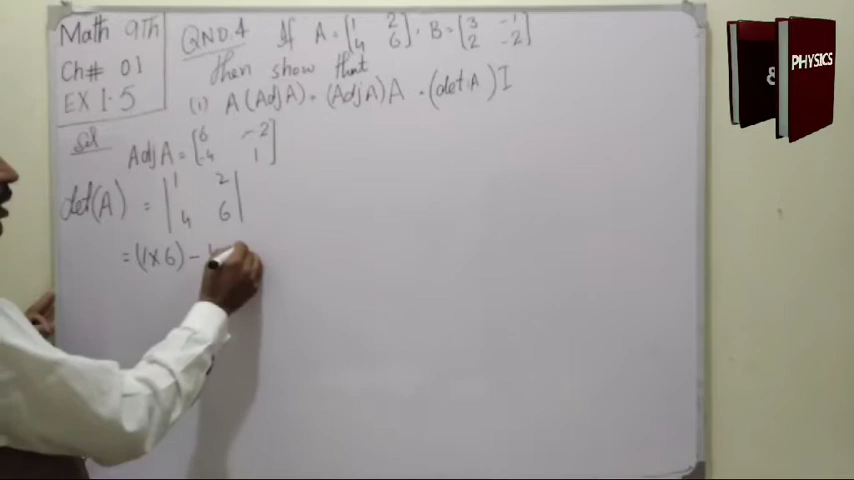 Math 9Th
Ch# 01
EX 1.5
QNO.4 If A = [1 2 4 6], B = [3 -1 2 -2]
Then show that
(i) A(AdjA) = (AdjA)A = (det A)I
Sol
AdjA = [6 -2 -4 1]
det(A) = |1 2 4 6|
= (1×6) -
PHYSICS
&